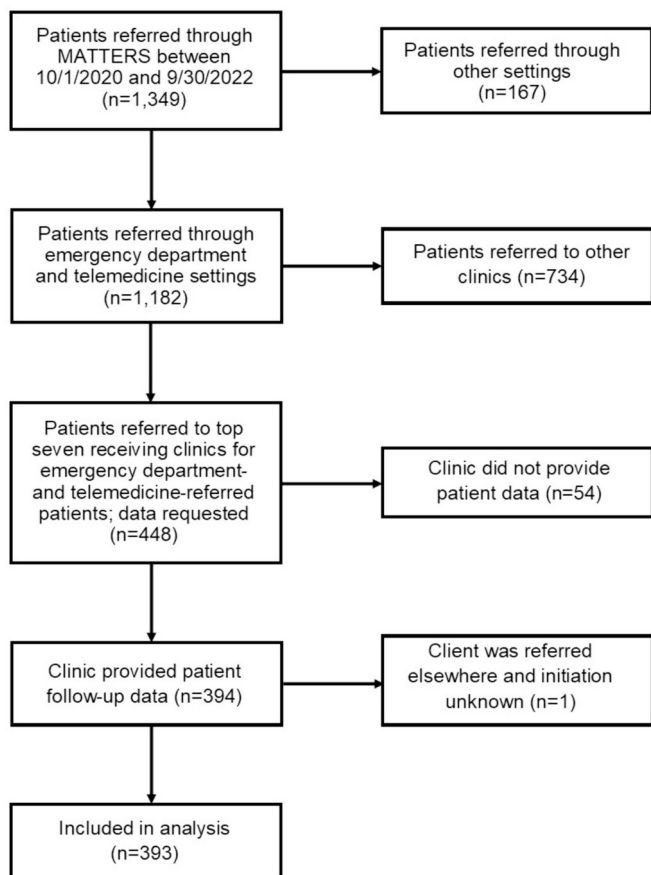 Patients referred through
MATTERS between
10/1/2020 and 9/30/2022
(n=1,349)
Patients referred through
other settings
(n=167)
Patients referred through
emergency department
and telemedicine settings
(n=1,182)
Patients referred to other
clinics (n=734)
Patients referred to top
seven receiving clinics for
emergency department-
and telemedicine-referred
patients; data requested
(n=448)
Clinic did not provide
patient data (n=54)
Clinic provided patient
follow-up data (n=394)
Client was referred
elsewhere and initiation
unknown (n=1)
Included in analysis
(n=393)